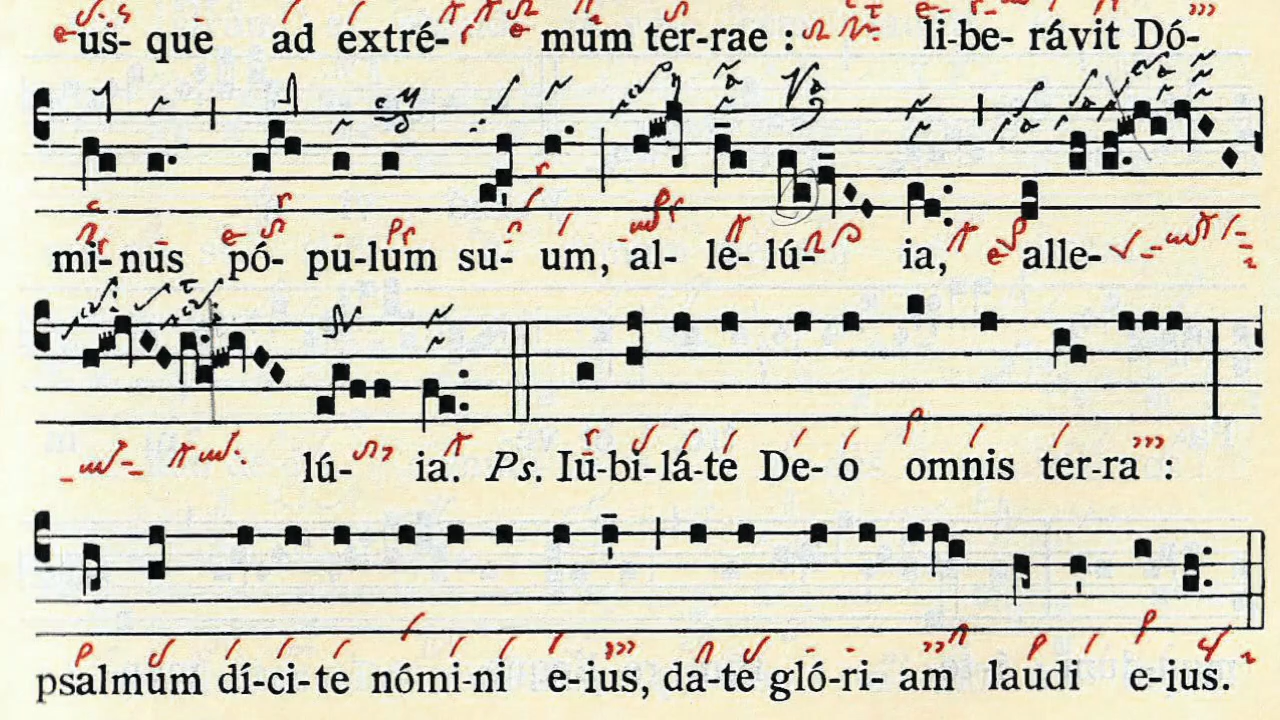 us- que ad extré- mum ter-rae : li-be- rávit Dó-
mi-nus pó- pu-lum su- um, al- le- lú- ia, alle-
lú- ia. Ps. Iu-bi-lá-te De- o omnis ter-ra :
psalmum dí-ci-te nómi-ni e-ius, da-te gló-ri- am laudi e-ius.